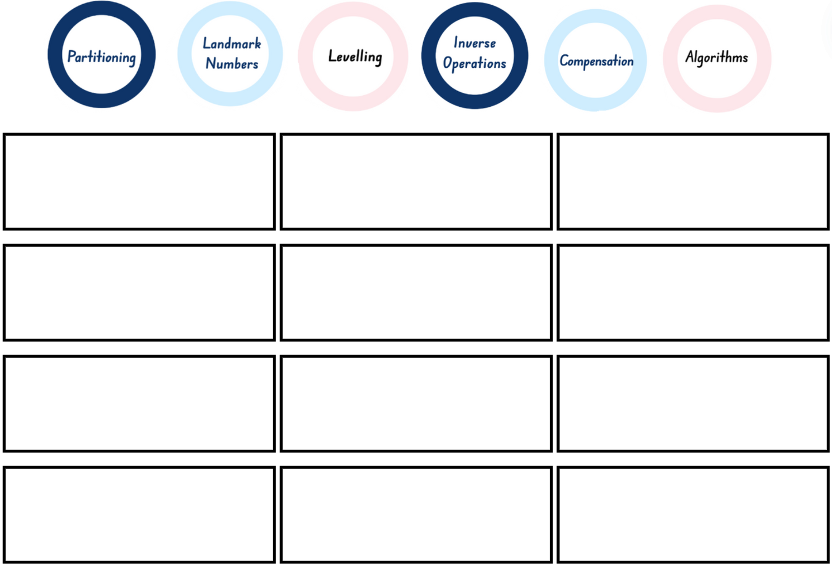 Partitioning
Landmark
Numbers
Levelling
Inverse
Operations
Compensation
Algorithms